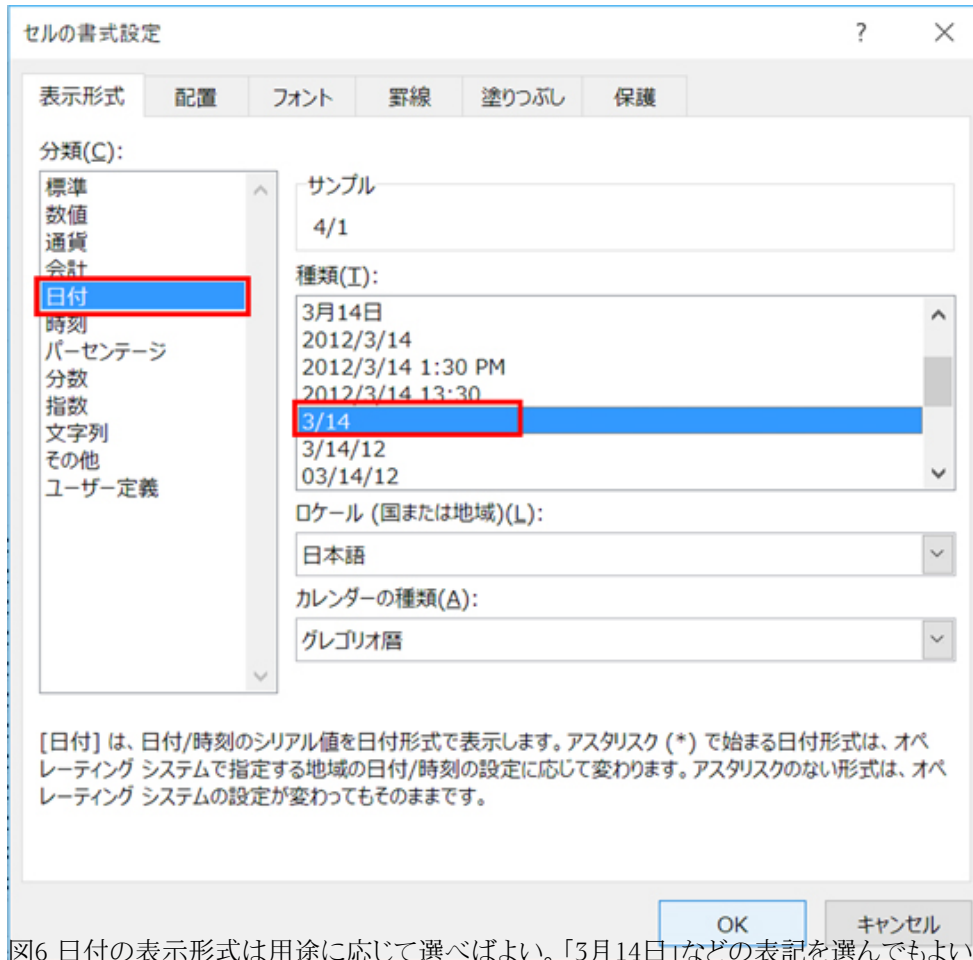 セルの書式設定
?
表示形式 配置 フォント 罫線 塗りつぶし 保護
分類(C):
標準
数値
通貨
会計
日付
時刻
パーセンテージ
分数
指数
文字列
その他
ユーザー定義
サンプル
4/1
種類(T):
3月14日
2012/3/14
2012/3/14 1:30 PM
2012/3/14 13:30
3/14
3/14/12
03/14/12
ロケール (国または地域)(L):
日本語
カレンダーの種類(A):
グレゴリオ暦
[日付] は、日付/時刻のシリアル値を日付形式で表示します。アスタリスク (*) で始まる日付形式は、オペ
レーティング システムで指定する地域の日付/時刻の設定に応じて変わります。アスタリスクのない形式は、オペ
レーティング システムの設定が変わってもそのままです。
OK キャンセル
図6 日付の表示形式は用途に応じて選べばよい。「3月14日」などの表記を選んでもよい